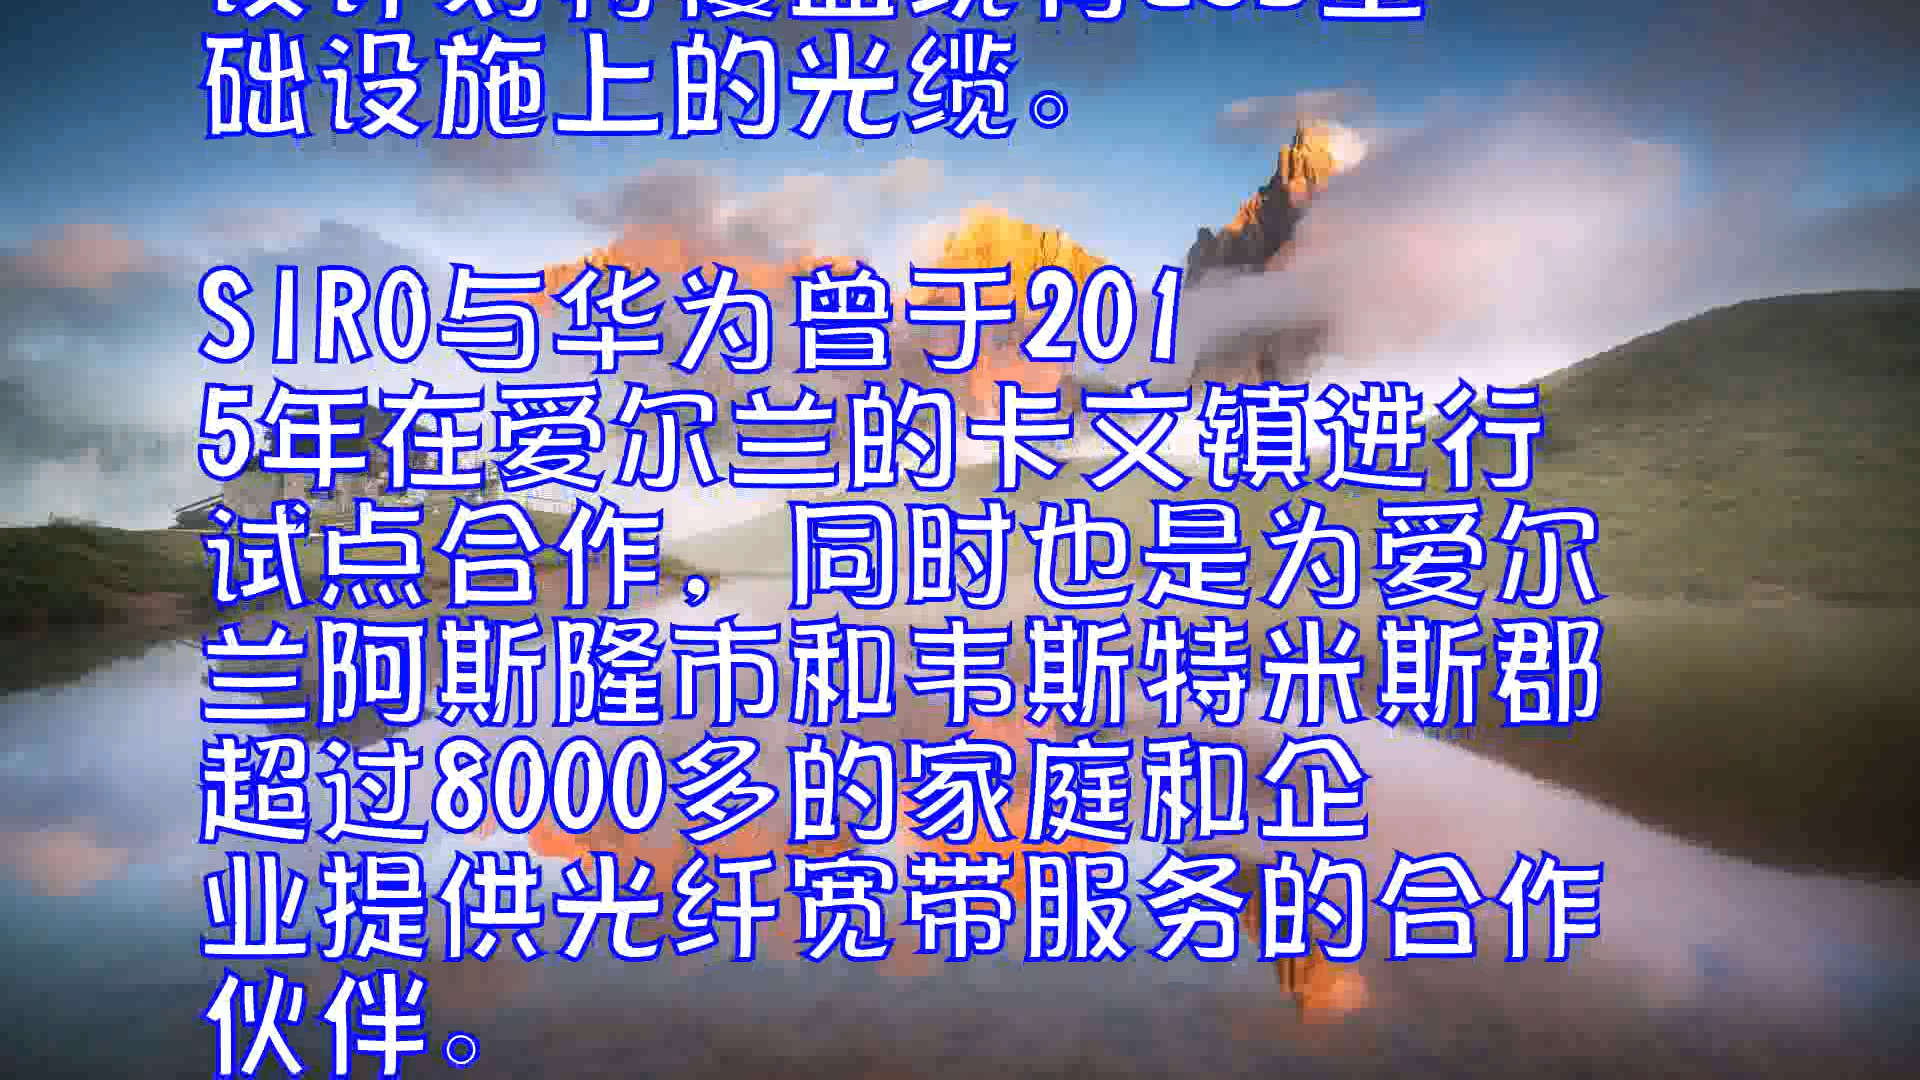 础设施上的光缆。
SIRO与华为曾于201
5年在爱尔兰的卡文镇进行
试点合作，同时也是为爱尔
兰阿斯隆市和韦斯特米斯郡
超过8000多的家庭和企
业提供光纤宽带服务的合作
伙伴。